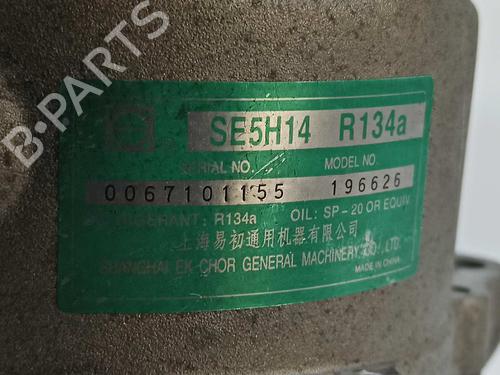 B-PARTS
SE5H14 R134a
SERIAL NO. MODEL NO.
0067101155 196626
REFRIGERANT: R134a OIL: SP-20 OR EQUIV.
上海易初通用机器有限公司
SHANGHAI EK CHOR GENERAL MACHINERY CO., LTD.
MADE IN CHINA